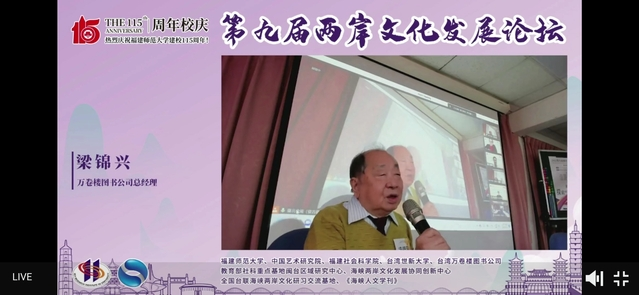 115
THE 115th
ANNIVERSARY
周年校庆
热烈庆祝福建师范大学建校115周年!
第九届两岸文化发展论坛
梁锦兴
万卷楼图书公司总经理
福建师范大学、中国艺术研究院、福建社会科学院、台湾世新大学、台湾万卷楼图书公司
教育部社科重点基地闽台区域研究中心、海峡两岸文化发展协同创新中心
全国台联海峡两岸文化研习交流基地、《海峡人文学刊》
LIVE